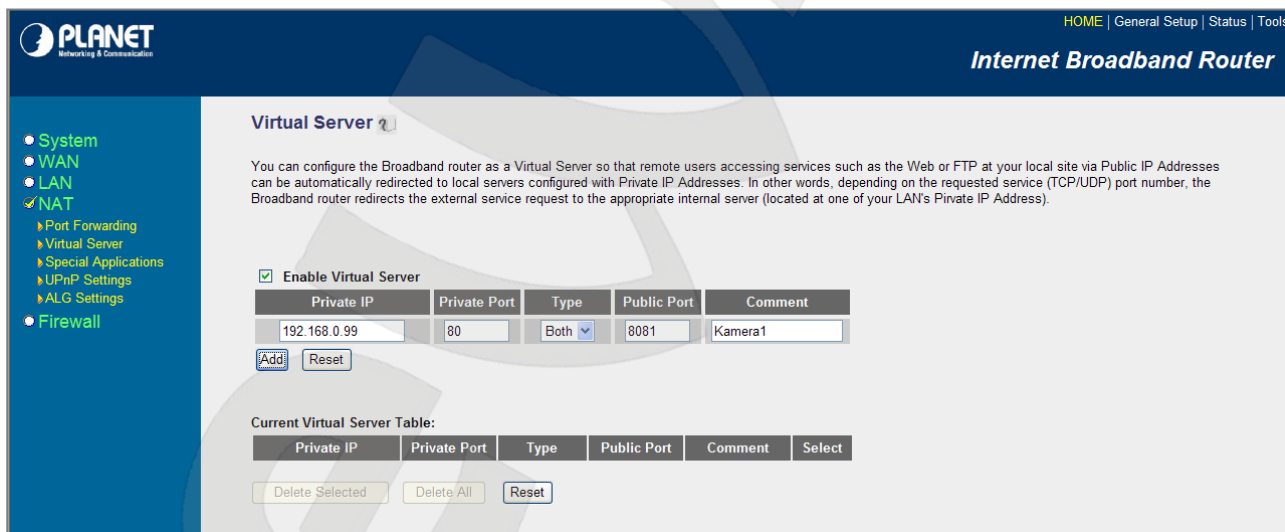 PLANET
Networking & Communication
HOME | General Setup | Status | Tools
Internet Broadband Router
System
WAN
LAN
NAT
Port Forwarding
Virtual Server
Special Applications
UPnP Settings
ALG Settings
Firewall
Virtual Server
You can configure the Broadband router as a Virtual Server so that remote users accessing services such as the Web or FTP at your local site via Public IP Addresses
can be automatically redirected to local servers configured with Private IP Addresses. In other words, depending on the requested service (TCP/UDP) port number, the
Broadband router redirects the external service request to the appropriate internal server (located at one of your LAN's Pirvate IP Address).
Enable Virtual Server
Private IP Private Port Type Public Port Comment
192.168.0.99 80 Both 8081 Kamera1
Add Reset
Current Virtual Server Table:
Private IP Private Port Type Public Port Comment Select
Delete Selected Delete All Reset